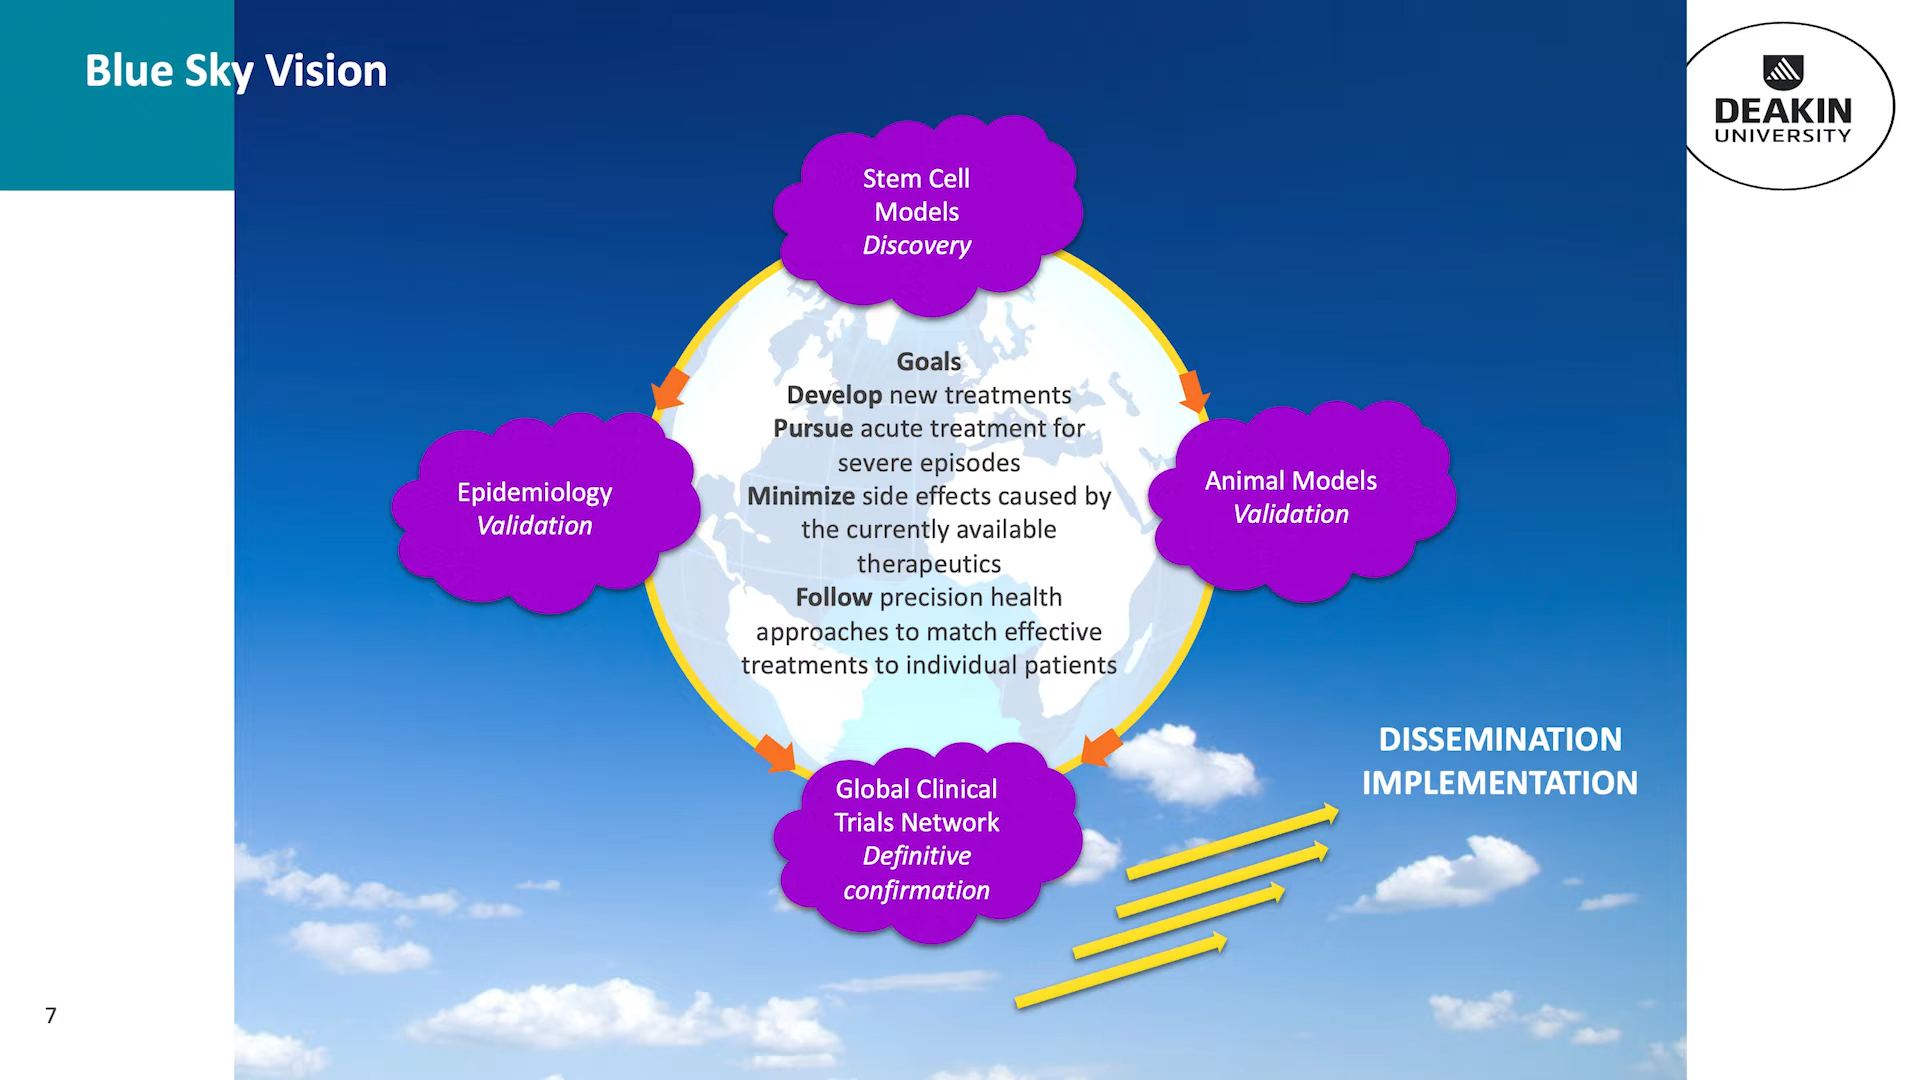 Blue Sky Vision
DEAKIN
UNIVERSITY
Stem Cell
Models
Discovery
Goals
Develop new treatments
Pursue acute treatment for
severe episodes
Minimize side effects caused by
the currently available
therapeutics
Follow precision health
approaches to match effective
treatments to individual patients
Epidemiology
Validation
Animal Models
Validation
Global Clinical
Trials Network
Definitive
confirmation
DISSEMINATION
IMPLEMENTATION
7